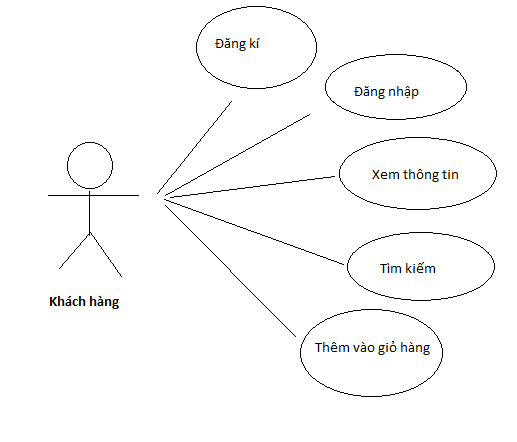 Đăng kí
Đăng nhập
Xem thông tin
Tìm kiếm
Khách hàng
Thêm vào giỏ hàng